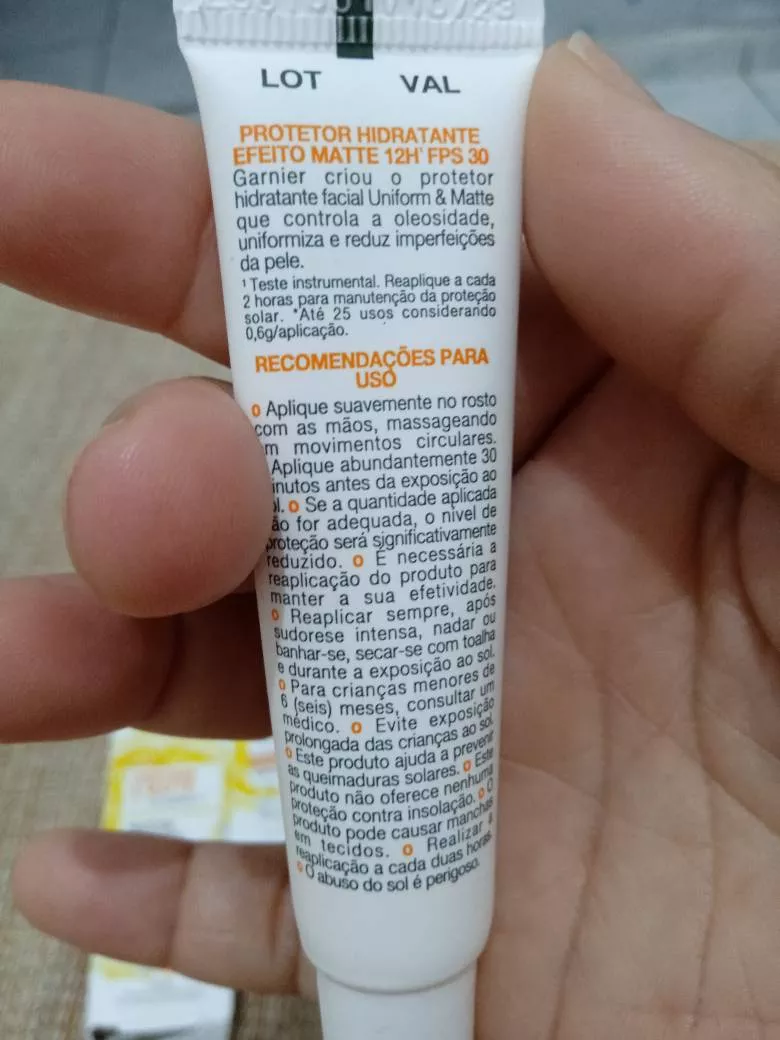 LOT VAL
PROTETOR HIDRATANTE
EFEITO MATTE 12H¹ FPS 30
Garnier criou o protetor
hidratante facial Uniform & Matte
que controla a oleosidade,
uniformiza e reduz imperfeições
da pele.
¹ Teste instrumental. Reaplique a cada
2 horas para manutenção da proteção
solar. *Até 25 usos considerando
0,6g/aplicação.
RECOMENDAÇÕES PARA
USO
o Aplique suavemente no rosto
com as mãos, massageando
m movimentos circulares.
Aplique abundantemente 30
inutos antes da exposição ao
l. o Se a quantidade aplicada
ão for adequada, o nível de
proteção será significativamente
reduzido. o É necessária a
reaplicação do produto para
manter a sua efetividade.
o Reaplicar sempre, após
sudorese intensa, nadar ou
banhar-se, secar-se com toalha
e durante a exposição ao sol.
o Para crianças menores de
6 (seis) meses, consultar um
médico. o Evite exposição
prolongada das crianças ao sol.
o Este produto ajuda a prevenir
as queimaduras solares. o Este
produto não oferece nenhuma
proteção contra insolação. o O
produto pode causar manchas
em tecidos. o Realizar a
reaplicação a cada duas horas.
o O abuso do sol é perigoso.